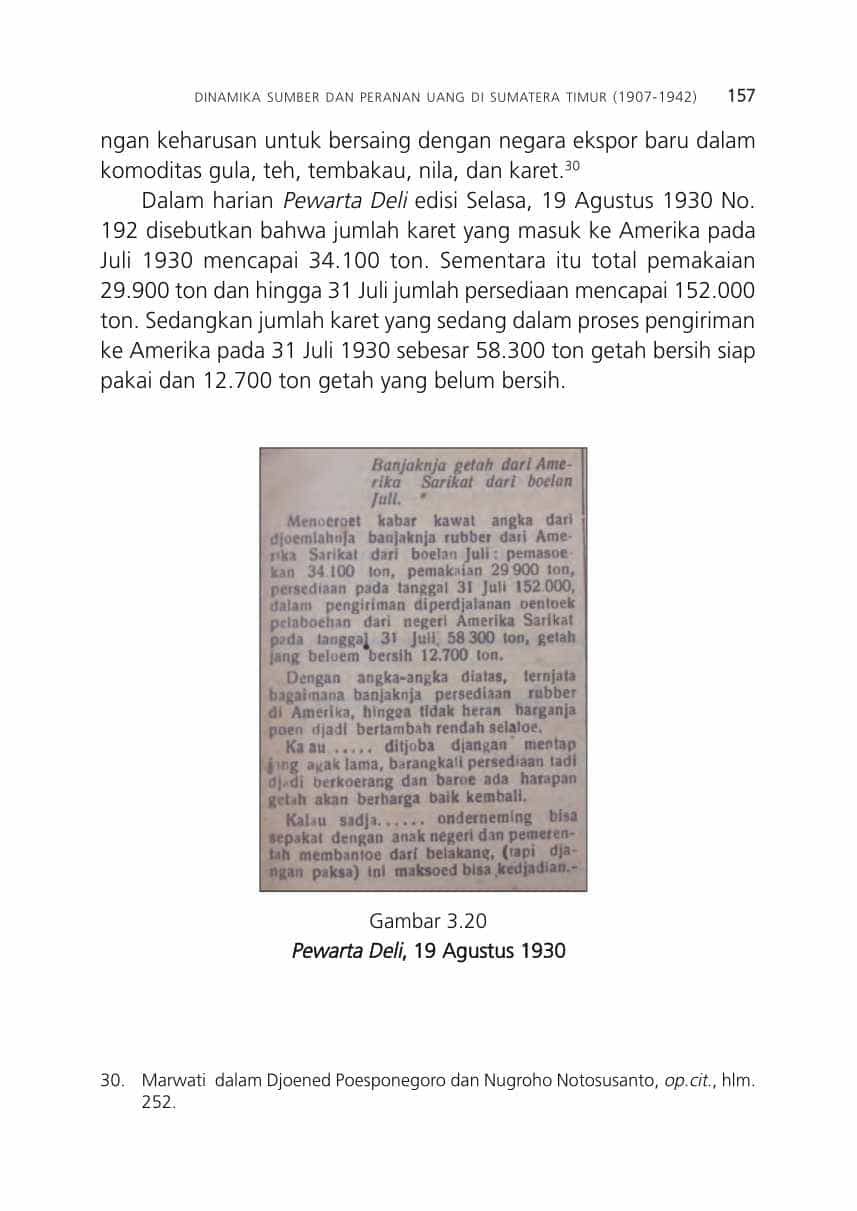 DINAMIKA SUMBER DAN PERANAN UANG DI SUMATERA TIMUR (1907-1942) 157
ngan keharusan untuk bersaing dengan negara ekspor baru dalam
komoditas gula, teh, tembakau, nila, dan karet.30
Dalam harian Pewarta Deli edisi Selasa, 19 Agustus 1930 No.
192 disebutkan bahwa jumlah karet yang masuk ke Amerika pada
Juli 1930 mencapai 34.100 ton. Sementara itu total pemakaian
29.900 ton dan hingga 31 Juli jumlah persediaan mencapai 152.000
ton. Sedangkan jumlah karet yang sedang dalam proses pengiriman
ke Amerika pada 31 Juli 1930 sebesar 58.300 ton getah bersih siap
pakai dan 12.700 ton getah yang belum bersih.
Banjaknja getah dari Ame-
rika Sarikat dari boelan
Juli. *
Menoeroet kabar kawat angka dari
djoemlahnja banjaknja rubber dari Ame-
rika Sarikat dari boelan Juli : pemasoe-
kan 34.100 ton, pemakaian 29 900 ton,
persediaan pada tanggal 31 Juli 152.000,
dalam pengiriman diperdjalanan oentoek
pelaboehan dari negeri Amerika Sarikat
pada tanggal 31 Juli, 58 300 ton, getah
jang beloem bersih 12.700 ton.
Dengan angka-angka diatas, ternjata
bagaimana banjaknja persediaan rubber
di Amerika, hingga tidak heran harganja
poen djadi bertambah rendah selaloe.
Ka au ..... ditjoba djangan mentap
jang agak lama, barangkali persediaan tadi
djadi berkoerang dan baroe ada harapan
getah akan berharga baik kembali.
Kalau sadja...... onderneming bisa
sepakat dengan anak negeri dan pemeren-
tah membantoe dari belakang, (tapi dja-
ngan paksa) ini maksoed bisa kedjadian.-
Gambar 3.20
Pewarta Deli, 19 Agustus 1930
30. Marwati dalam Djoened Poesponegoro dan Nugroho Notosusanto, op.cit., hlm.
252.